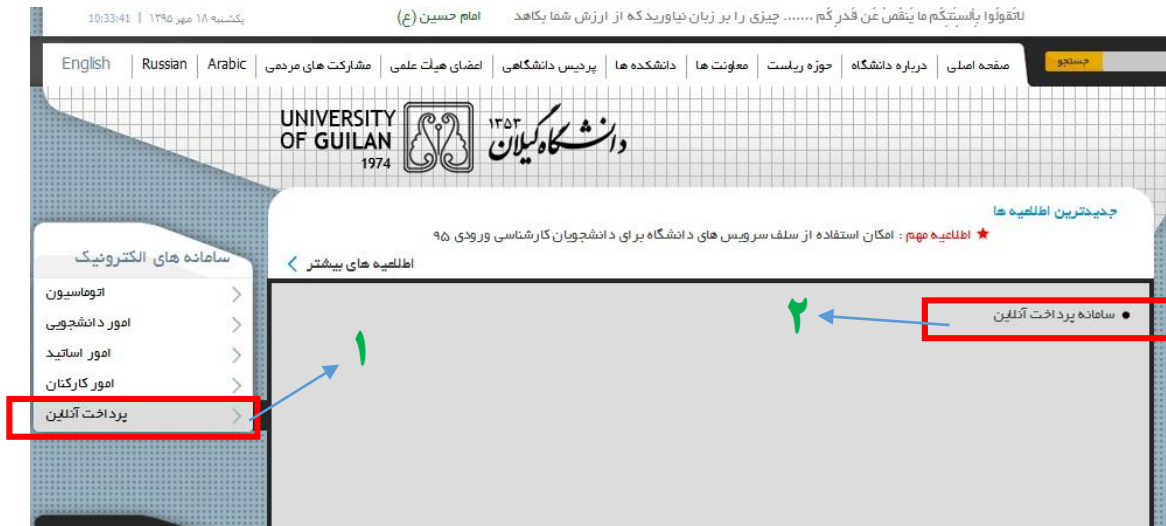 لاتَقولُوا بِألسِنَتِکُم ما یَنقُصُ عَن قَدرِکُم ....... چیزی را بر زبان نیاورید که از ارزش شما بکاهد امام حسین (ع)
یکشنبه ۱۸ مهر ۱۳۹۵ | 10:33:41
جستجو
صفحه اصلی | درباره دانشگاه | حوزه ریاست | معاونت ها | دانشکده ها | پردیس دانشگاهی | اعضای هیأت علمی | مشارکت های مردمی | Arabic | Russian | English
UNIVERSITY
OF GUILAN
1974
دانشگاه گیلان
۱۳۵۳
جدیدترین اطلاعیه ها
اطلاعیه مهم : امکان استفاده از سلف سرویس های دانشگاه برای دانشجویان کارشناسی ورودی ۹۵
اطلاعیه های بیشتر
سامانه پرداخت آنلاین
۲
سامانه های الکترونیک
اتوماسیون
امور دانشجویی
امور اساتید
امور کارکنان
پرداخت آنلاین
۱